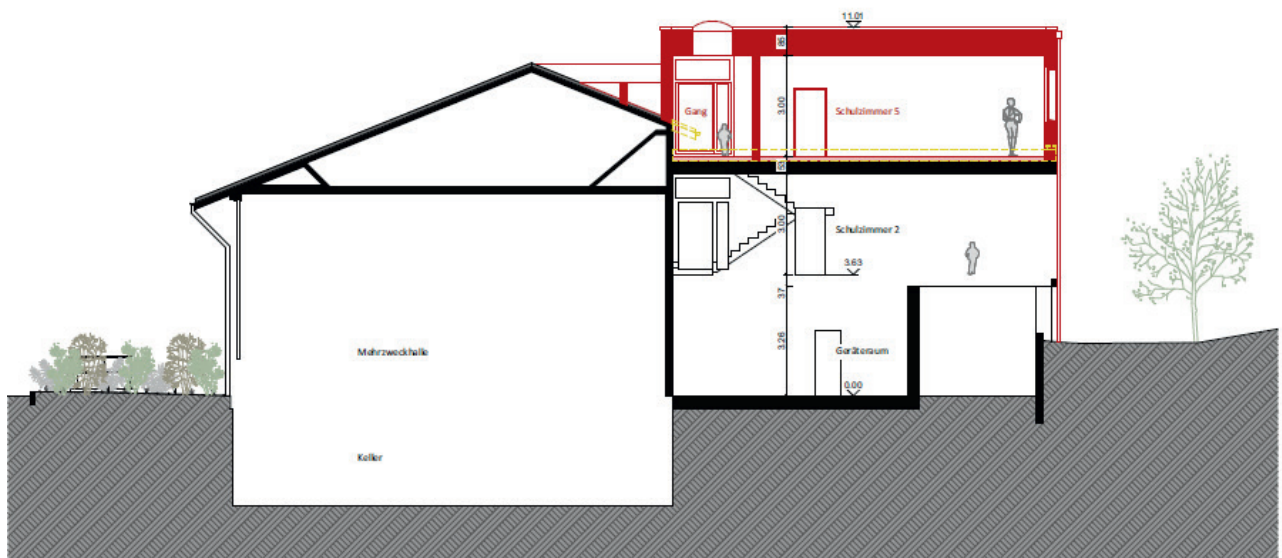 11.01
85
3.00
Gang
Schulzimmer 5
53
3.00
Schulzimmer 2
3.63
37
3.26
Mehrzweckhalle
Geräteraum
0.00
Keller